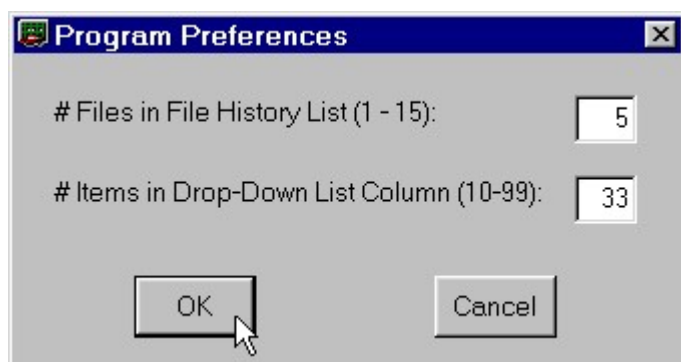 Program Preferences
# Files in File History List (1 - 15): 5
# Items in Drop-Down List Column (10-99): 33
OK Cancel